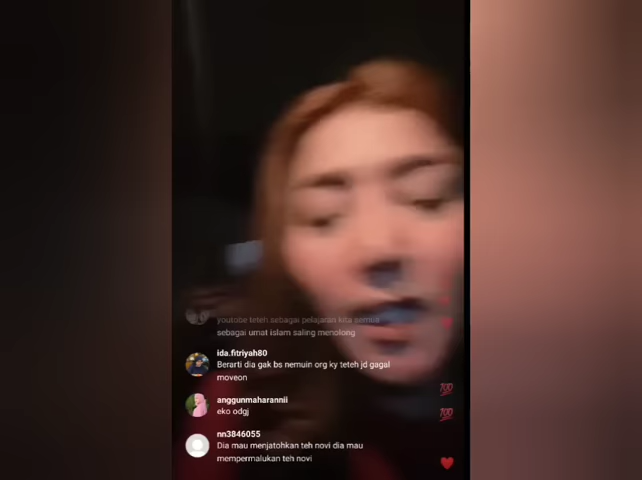 youtube teteh sebagai pelajaran kita semua
sebagai umat islam saling menolong
ida.fitriyah80
Berarti dia gak bs nemuin org ky teteh jd gagal
moveon
anggunmaharannii
eko odgj
nn3846055
Dia mau menjatohkan teh novi dia mau
mempermalukan teh novi
100
100